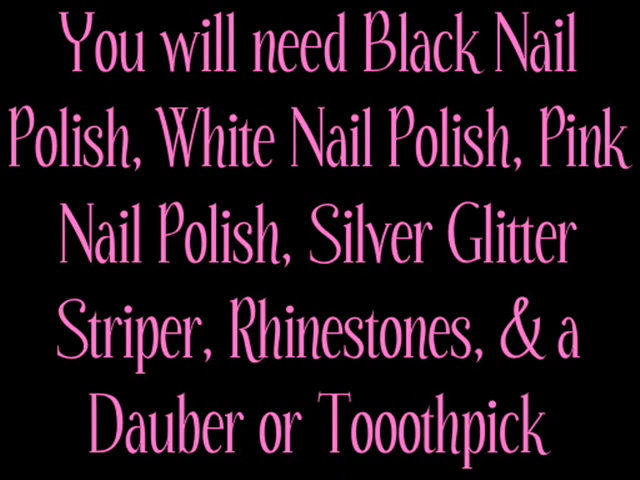 You will need Black Nail
Polish, White Nail Polish, Pink
Nail Polish, Silver Glitter
Striper, Rhinestones, & a
Dauber or Tooothpick